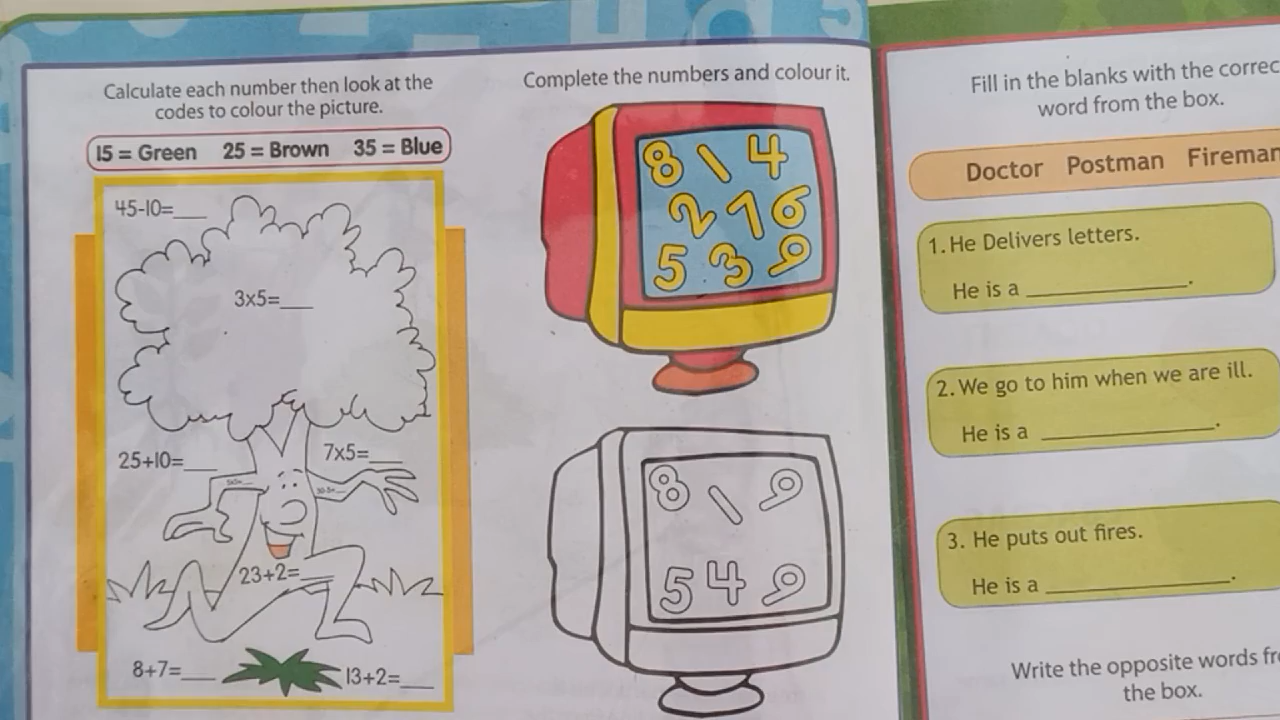 Calculate each number then look at the
codes to colour the picture.
15 = Green 25 = Brown 35 = Blue
45-10=___
3x5=___
25+10=___
7x5=___
23+2=___
8+7=___
13+2=___
Complete the numbers and colour it.
8 1 4
2 7 6
5 3 9
8 1 9
5 4 9
Fill in the blanks with the correc
word from the box.
Doctor Postman Fireman
1. He Delivers letters.
He is a ______________.
2. We go to him when we are ill.
He is a ______________.
3. He puts out fires.
He is a ______________.
Write the opposite words fr
the box.